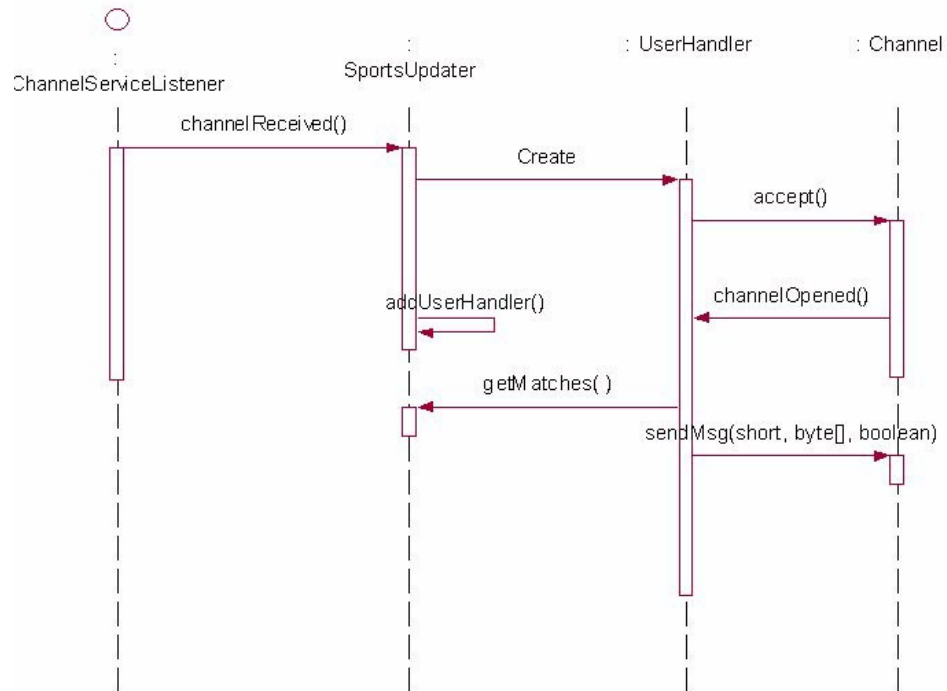 : UserHandler
: Channel
:
SportsUpdater
:
ChannelServiceListener
channelReceived()
Create
accept()
channelOpened()
addUserHandler()
getMatches( )
sendMsg(short, byte[], boolean)